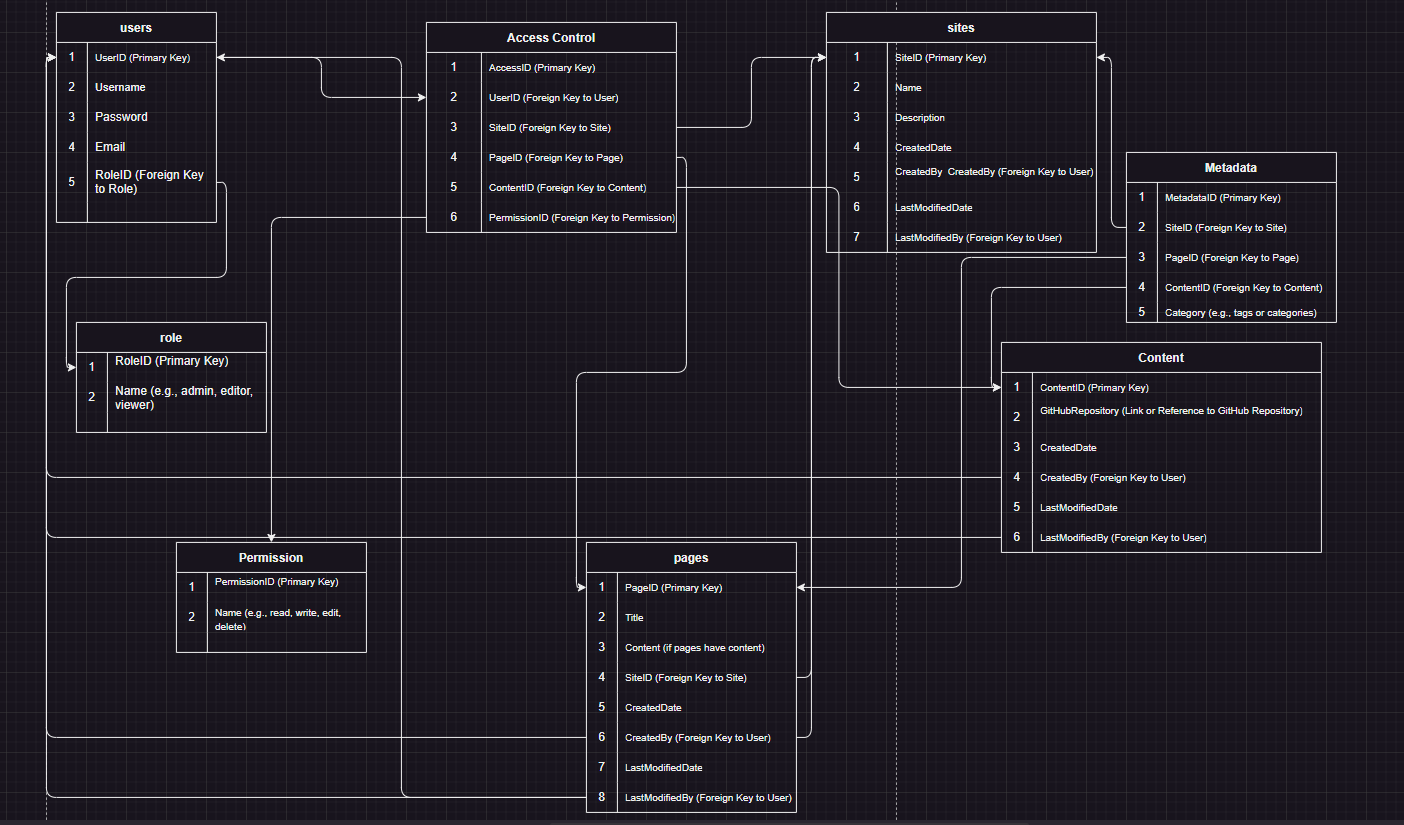 users
1 UserID (Primary Key)
2 Username
3 Password
4 Email
5 RoleID (Foreign Key
to Role)
Access Control
1 AccessID (Primary Key)
2 UserID (Foreign Key to User)
3 SiteID (Foreign Key to Site)
4 PageID (Foreign Key to Page)
5 ContentID (Foreign Key to Content)
6 PermissionID (Foreign Key to Permission)
sites
1 SiteID (Primary Key)
2 Name
3 Description
4 CreatedDate
5 CreatedBy CreatedBy (Foreign Key to User)
6 LastModifiedDate
7 LastModifiedBy (Foreign Key to User)
Metadata
1 MetadataID (Primary Key)
2 SiteID (Foreign Key to Site)
3 PageID (Foreign Key to Page)
4 ContentID (Foreign Key to Content)
5 Category (e.g., tags or categories)
role
1 RoleID (Primary Key)
2 Name (e.g., admin, editor,
viewer)
Content
1 ContentID (Primary Key)
2 GitHubRepository (Link or Reference to GitHub Repository)
3 CreatedDate
4 CreatedBy (Foreign Key to User)
5 LastModifiedDate
6 LastModifiedBy (Foreign Key to User)
Permission
1 PermissionID (Primary Key)
2 Name (e.g., read, write, edit,
delete)
pages
1 PageID (Primary Key)
2 Title
3 Content (if pages have content)
4 SiteID (Foreign Key to Site)
5 CreatedDate
6 CreatedBy (Foreign Key to User)
7 LastModifiedDate
8 LastModifiedBy (Foreign Key to User)